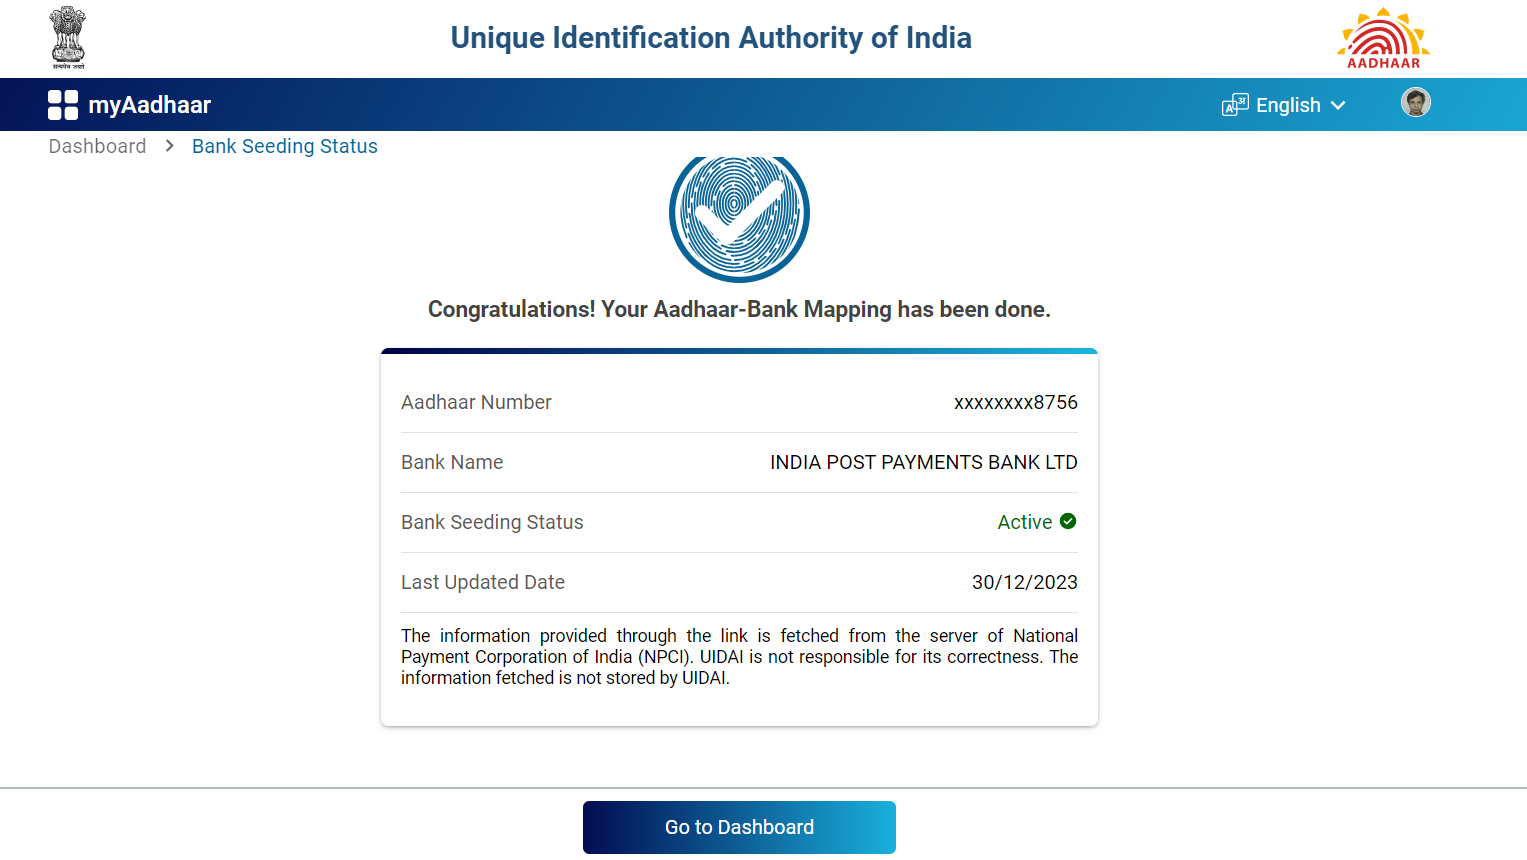 सत्यमेव जयते
Unique Identification Authority of India
AADHAAR
myAadhaar
A अ English
Dashboard > Bank Seeding Status
Congratulations! Your Aadhaar-Bank Mapping has been done.
Aadhaar Number xxxxxxxx8756
Bank Name INDIA POST PAYMENTS BANK LTD
Bank Seeding Status Active
Last Updated Date 30/12/2023
The information provided through the link is fetched from the server of National
Payment Corporation of India (NPCI). UIDAI is not responsible for its correctness. The
information fetched is not stored by UIDAI.
Go to Dashboard